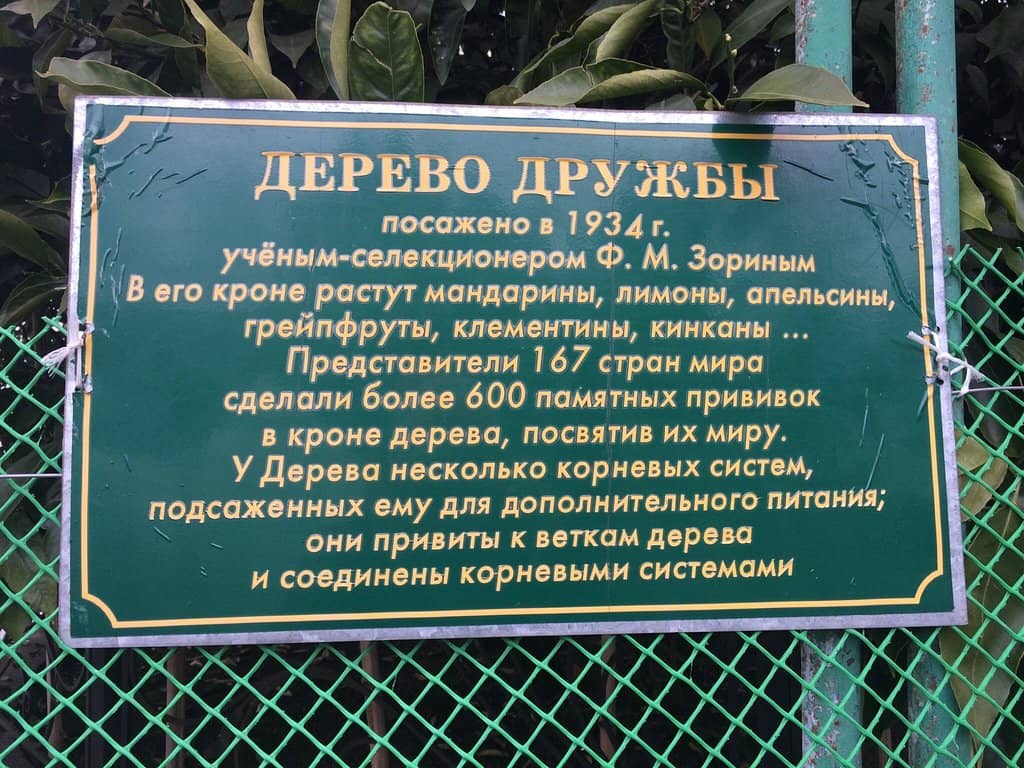 ДЕРЕВО ДРУЖБЫ
посажено в 1934 г.
учёным-селекционером Ф. М. Зориным
В его кроне растут мандарины, лимоны, апельсины,
грейпфруты, клементины, кинканы ...
Представители 167 стран мира
сделали более 600 памятных прививок
в кроне дерева, посвятив их миру.
У Дерева несколько корневых систем,
подсаженных ему для дополнительного питания;
они привиты к веткам дерева
и соединены корневыми системами